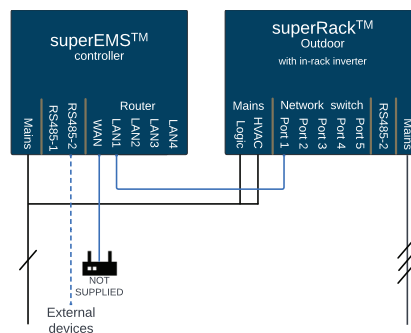 superEMS™
controller
Router
Mains
RS485-1
RS485-2
WAN
LAN1
LAN2
LAN3
LAN4
superRack™
Outdoor
with in-rack inverter
Mains
Network switch
Logic
HVAC
Port 1
Port 2
Port 3
Port 4
Port 5
RS485-2
Mains
NOT
SUPPLIED
External
devices